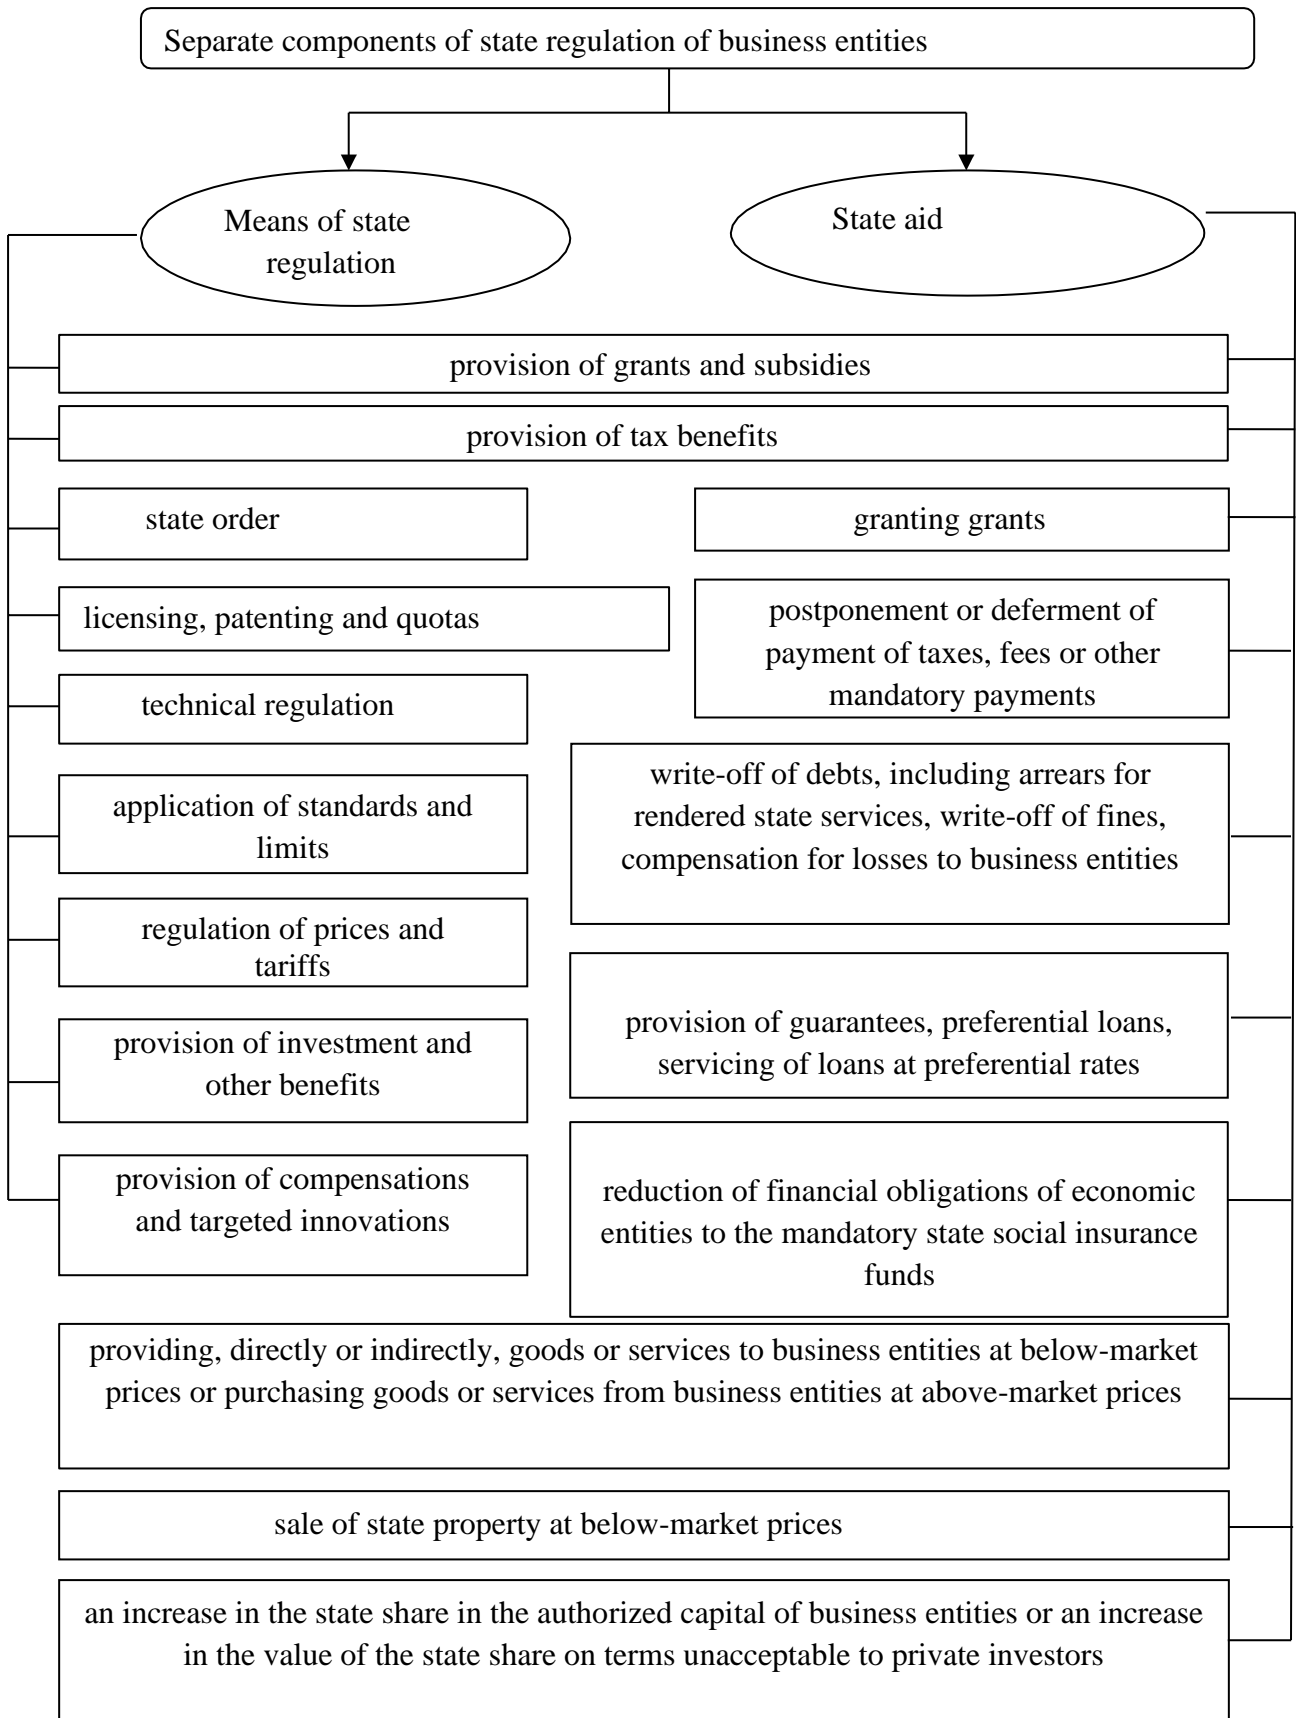 Separate components of state regulation of business entities
Means of state
regulation
State aid
provision of grants and subsidies
provision of tax benefits
state order
granting grants
licensing, patenting and quotas
postponement or deferment of
payment of taxes, fees or other
mandatory payments
technical regulation
write-off of debts, including arrears for
rendered state services, write-off of fines,
compensation for losses to business entities
application of standards and
limits
regulation of prices and
tariffs
provision of guarantees, preferential loans,
servicing of loans at preferential rates
provision of investment and
other benefits
provision of compensations
and targeted innovations
reduction of financial obligations of economic
entities to the mandatory state social insurance
funds
providing, directly or indirectly, goods or services to business entities at below-market
prices or purchasing goods or services from business entities at above-market prices
sale of state property at below-market prices
an increase in the state share in the authorized capital of business entities or an increase
in the value of the state share on terms unacceptable to private investors